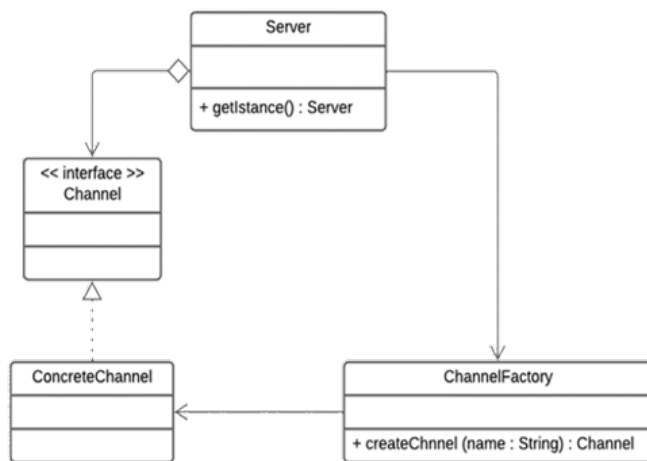 Server
+ getIstance() : Server
<< interface >>
Channel
ConcreteChannel
ChannelFactory
+ createChnnel (name : String) : Channel